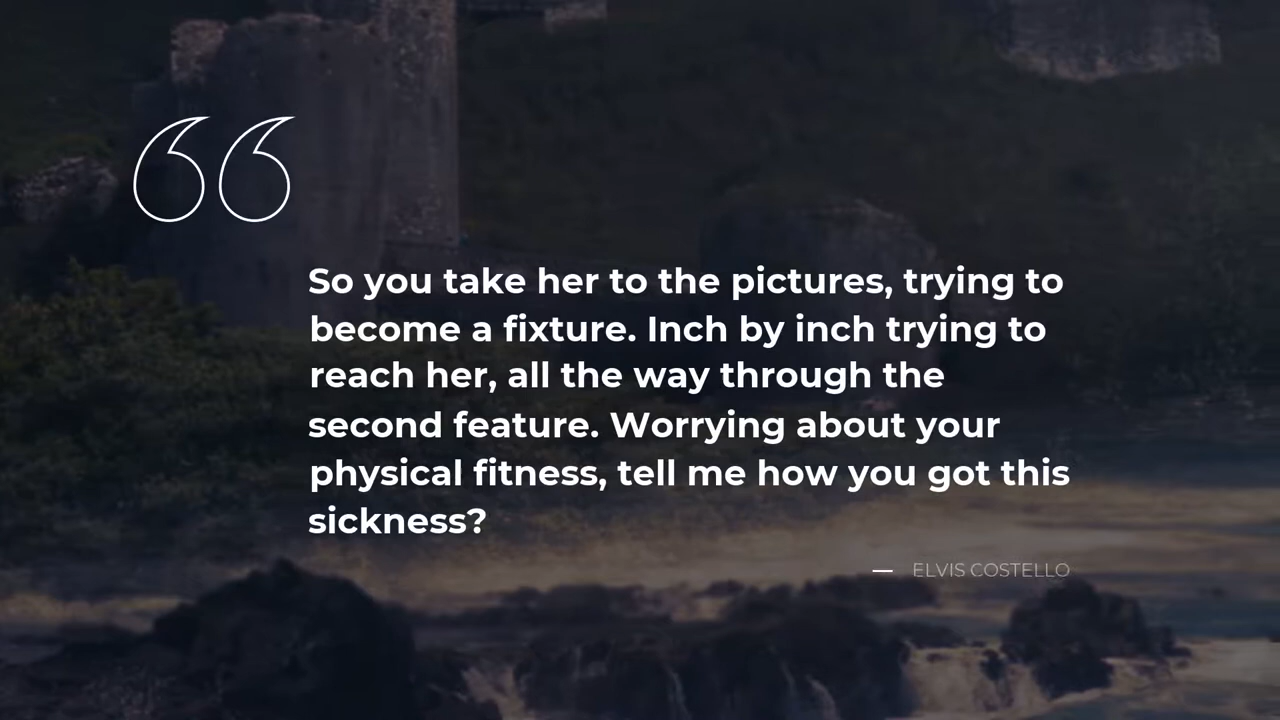 “
So you take her to the pictures, trying to
become a fixture. Inch by inch trying to
reach her, all the way through the
second feature. Worrying about your
physical fitness, tell me how you got this
sickness?
— ELVIS COSTELLO